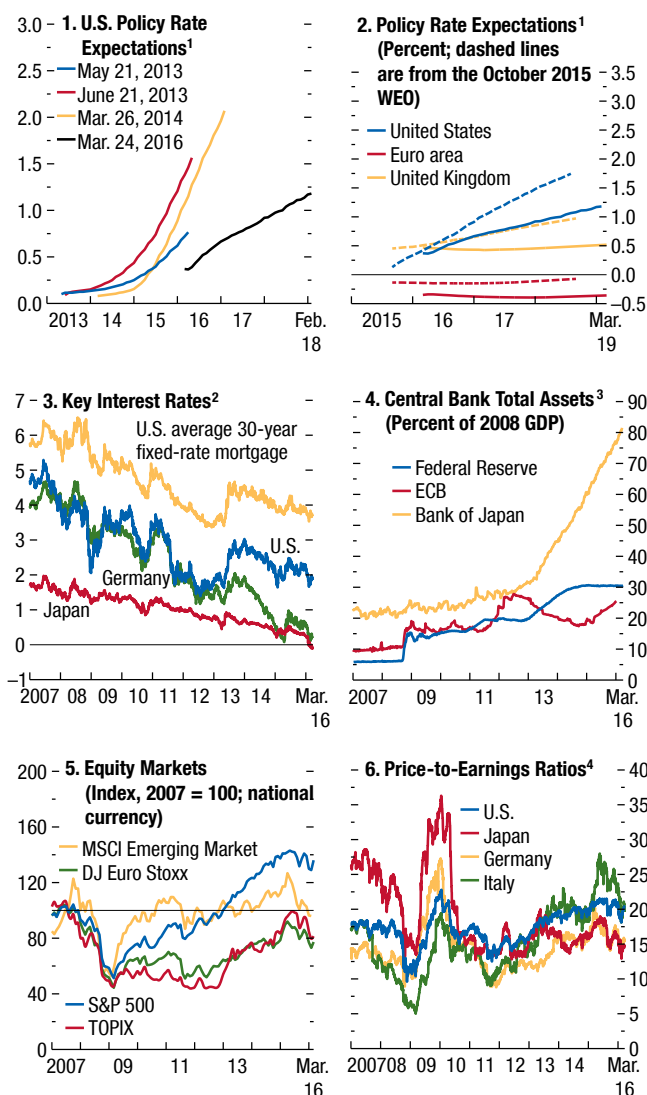 1. U.S. Policy Rate
Expectations1
May 21, 2013
June 21, 2013
Mar. 26, 2014
Mar. 24, 2016
3.0
2.5
2.0
1.5
1.0
0.5
0.0
2013 14 15 16 17 Feb.
18
2. Policy Rate Expectations1
(Percent; dashed lines
are from the October 2015
WEO)
United States
Euro area
United Kingdom
3.5
3.0
2.5
2.0
1.5
1.0
0.5
0.0
–0.5
2015 16 17 Mar.
19
3. Key Interest Rates2
U.S. average 30-year
fixed-rate mortgage
U.S.
Germany
Japan
7
6
5
4
3
2
1
0
–1
2007 08 09 10 11 12 13 14 Mar.
16
4. Central Bank Total Assets3
(Percent of 2008 GDP)
Federal Reserve
ECB
Bank of Japan
90
80
70
60
50
40
30
20
10
0
2007 09 11 13 Mar.
16
5. Equity Markets
(Index, 2007 = 100; national
currency)
MSCI Emerging Market
DJ Euro Stoxx
S&P 500
TOPIX
200
160
120
80
40
0
2007 09 11 13 Mar.
16
6. Price-to-Earnings Ratios4
U.S.
Japan
Germany
Italy
40
35
30
25
20
15
10
5
0
2007 08 09 10 11 12 13 14 Mar.
16